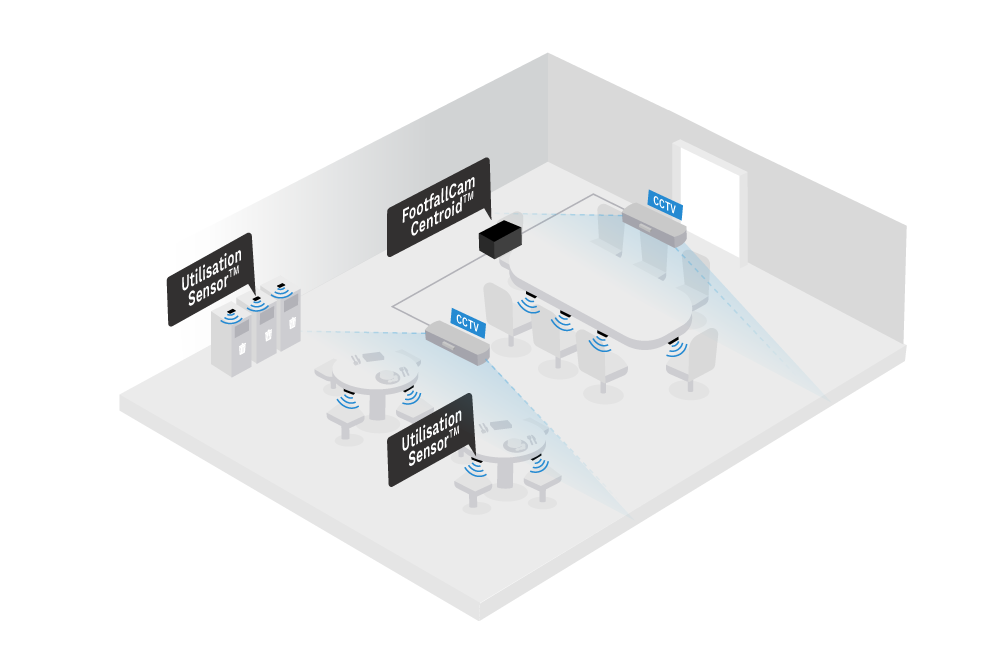 FootfallCam
Centroid™
CCTV
Utilisation
Sensor™
CCTV
Utilisation
Sensor™